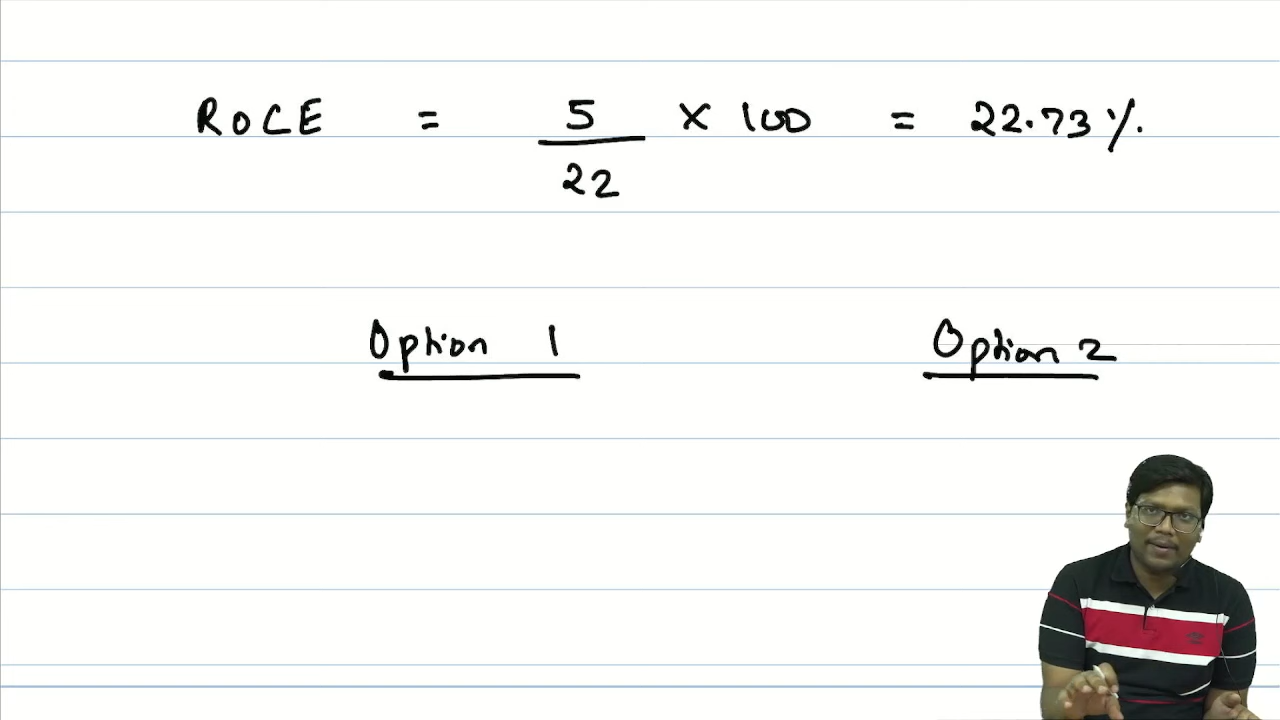 ROCE = 5/22 × 100 = 22.73%
Option 1 Option 2